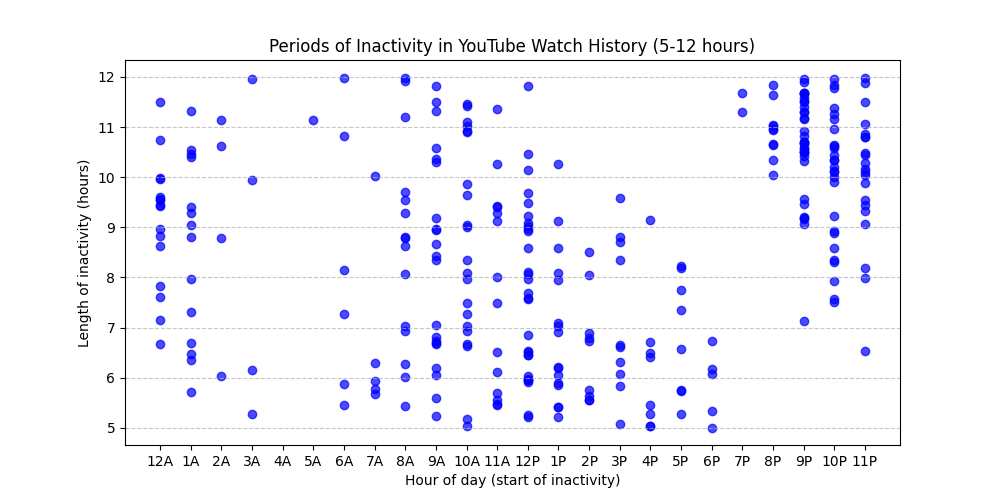 Periods of Inactivity in YouTube Watch History (5-12 hours)
Length of inactivity (hours)
12
11
10
9
8
7
6
5
12A 1A 2A 3A 4A 5A 6A 7A 8A 9A 10A 11A 12P 1P 2P 3P 4P 5P 6P 7P 8P 9P 10P 11P
Hour of day (start of inactivity)